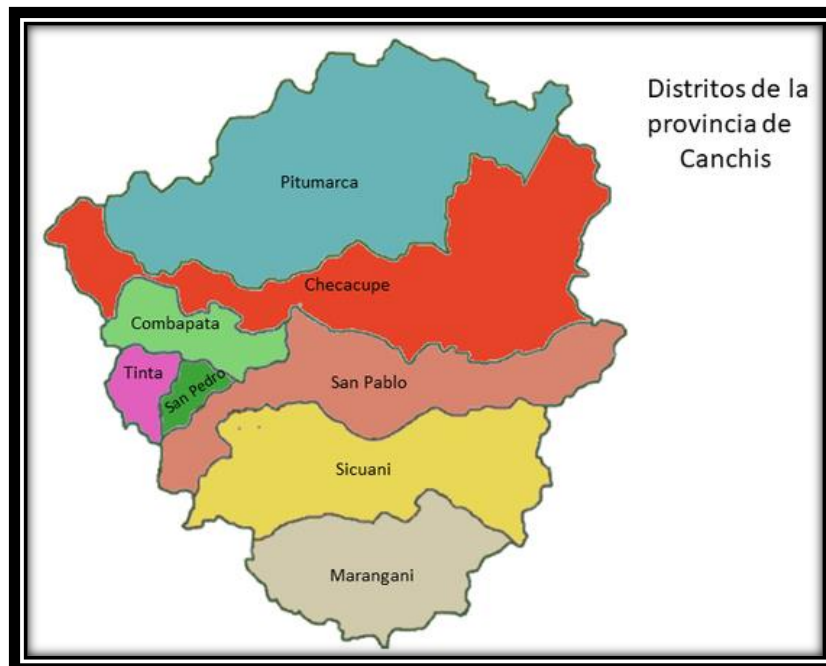 Distritos de la
provincia de
Canchis
Pitumarca
Checacupe
Combapata
Tinta
San Pedro
San Pablo
Sicuani
Marangani